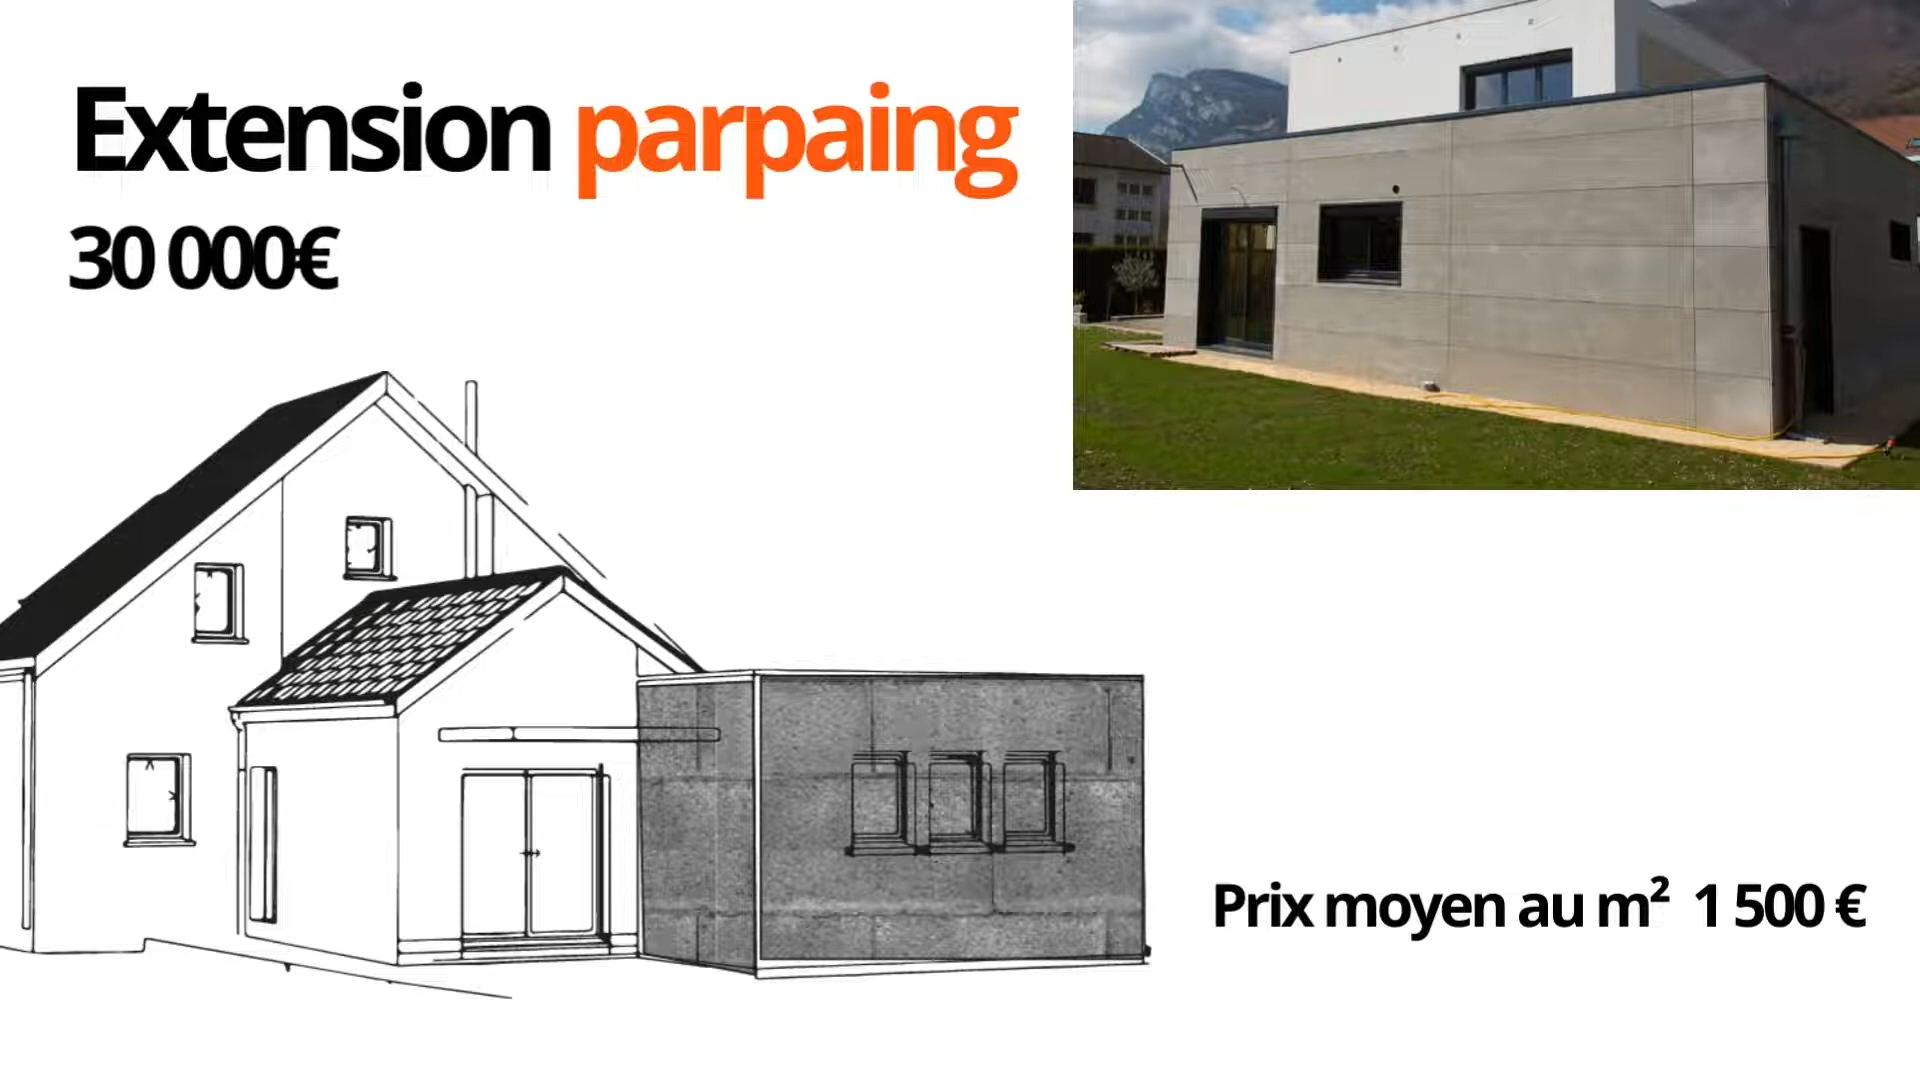 Extension parpaing
30 000€
Prix moyen au m² 1 500 €